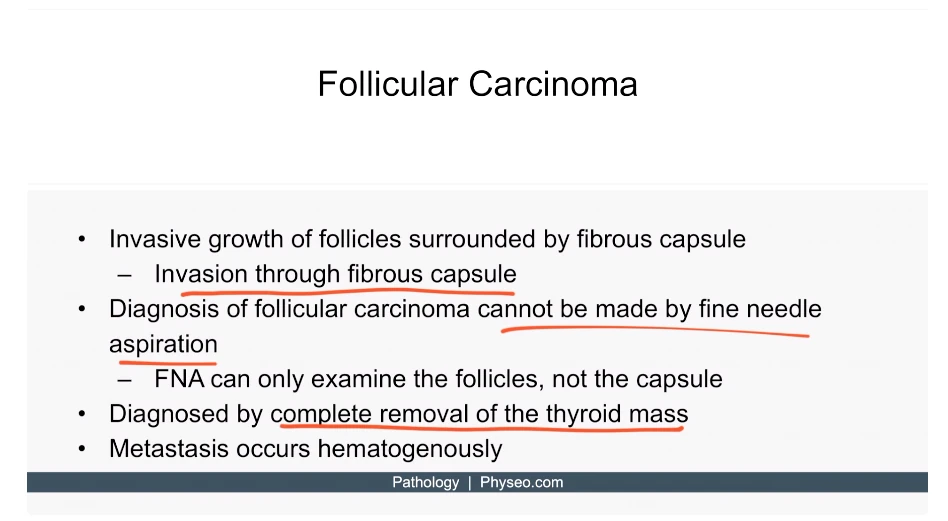 Follicular Carcinoma
• Invasive growth of follicles surrounded by fibrous capsule
– Invasion through fibrous capsule
• Diagnosis of follicular carcinoma cannot be made by fine needle
aspiration
– FNA can only examine the follicles, not the capsule
• Diagnosed by complete removal of the thyroid mass
• Metastasis occurs hematogenously
Pathology | Physeo.com